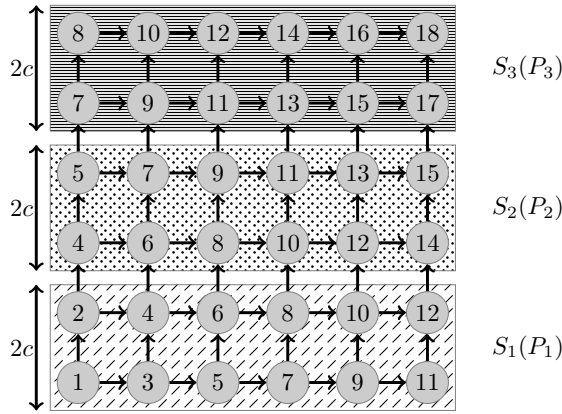 8 10 12 14 16 18
2c S₃(P₃)
7 9 11 13 15 17
5 7 9 11 13 15
2c S₂(P₂)
4 6 8 10 12 14
2 4 6 8 10 12
2c S₁(P₁)
1 3 5 7 9 11